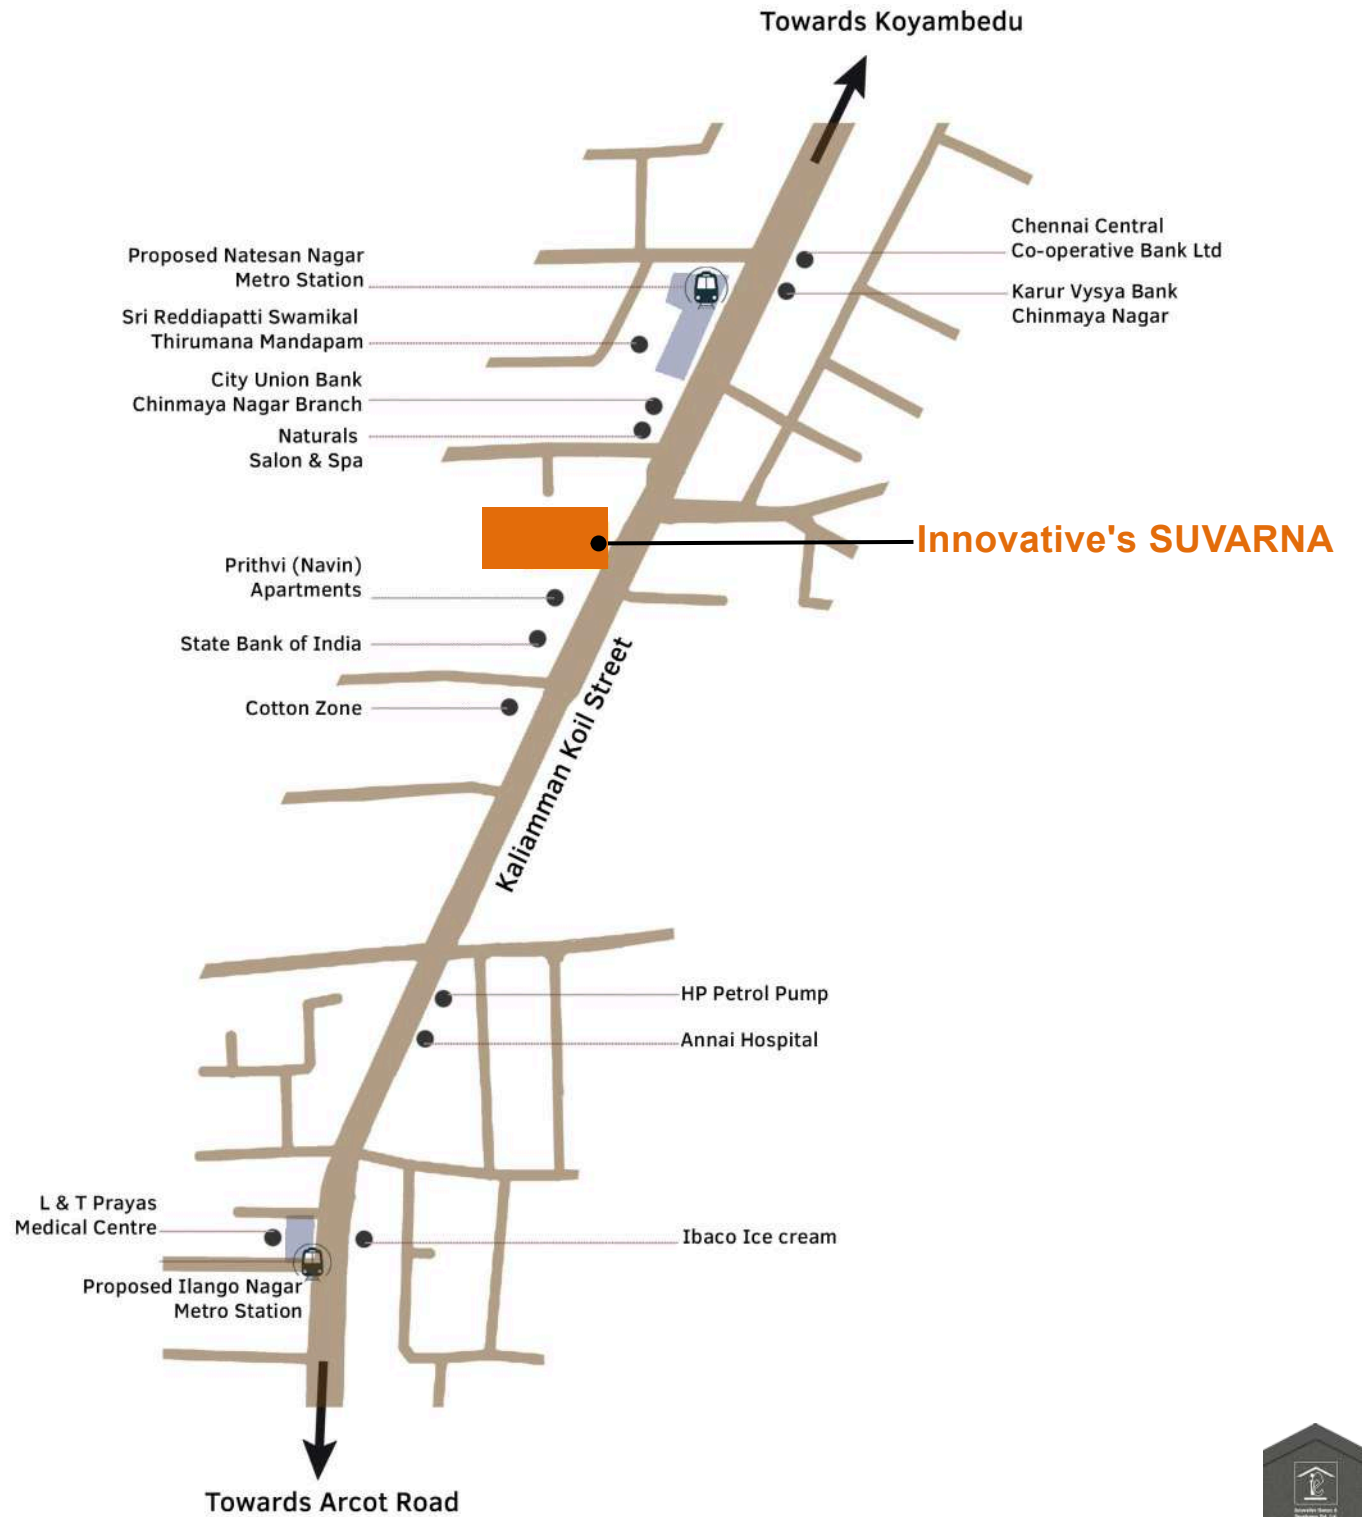 Towards Koyambedu
Chennai Central
Co-operative Bank Ltd
Proposed Natesan Nagar
Metro Station
Karur Vysya Bank
Chinmaya Nagar
Sri Reddiapatti Swamikal
Thirumana Mandapam
City Union Bank
Chinmaya Nagar Branch
Naturals
Salon & Spa
Innovative's SUVARNA
Prithvi (Navin)
Apartments
State Bank of India
Cotton Zone
Kaliamman Koil Street
HP Petrol Pump
Annai Hospital
L & T Prayas
Medical Centre
Ibaco Ice cream
Proposed Ilango Nagar
Metro Station
Towards Arcot Road